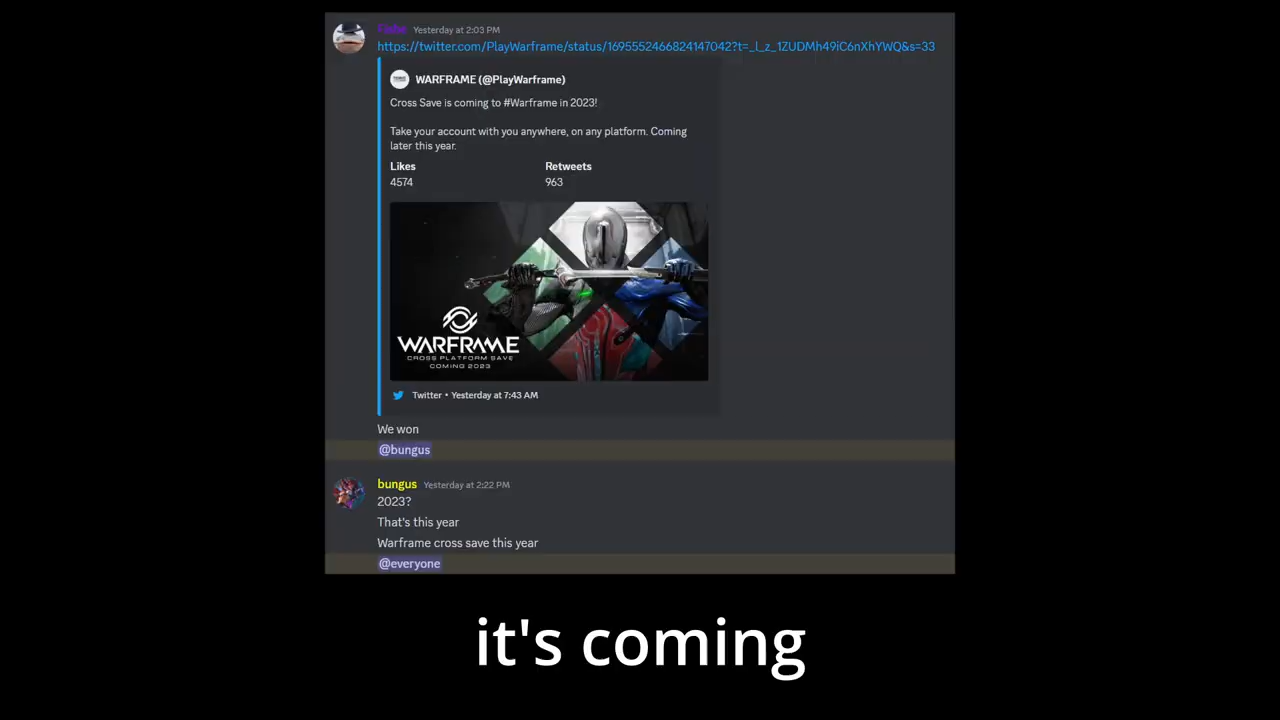 Fishe Yesterday at 2:03 PM
https://twitter.com/PlayWarframe/status/1695552466824147042?t=_l_z_1ZUDMh49iC6nXhYWQ&s=33
WARFRAME (@PlayWarframe)
Cross Save is coming to #Warframe in 2023!
Take your account with you anywhere, on any platform. Coming
later this year.
Likes Retweets
4574 963
WARFRAME
CROSS PLATFORM SAVE
COMING 2023
Twitter • Yesterday at 7:43 AM
We won
@bungus
bungus Yesterday at 2:22 PM
2023?
That's this year
Warframe cross save this year
@everyone
it's coming